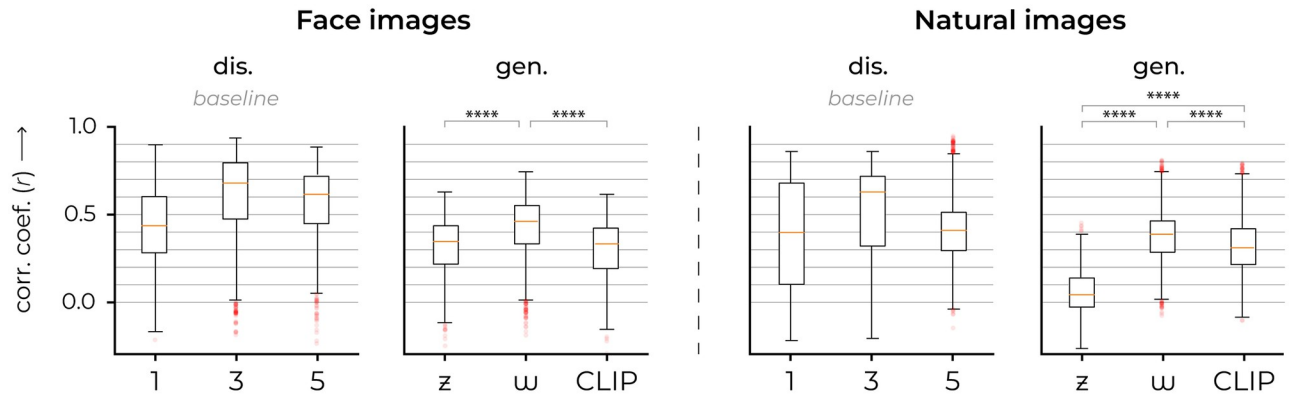 Face images
Natural images
dis.
baseline
gen.
dis.
baseline
gen.
**** ****
****
**** ****
corr. coef. (r) ⟶
1.0
0.5
0.0
1 3 5
z w CLIP
1 3 5
z w CLIP